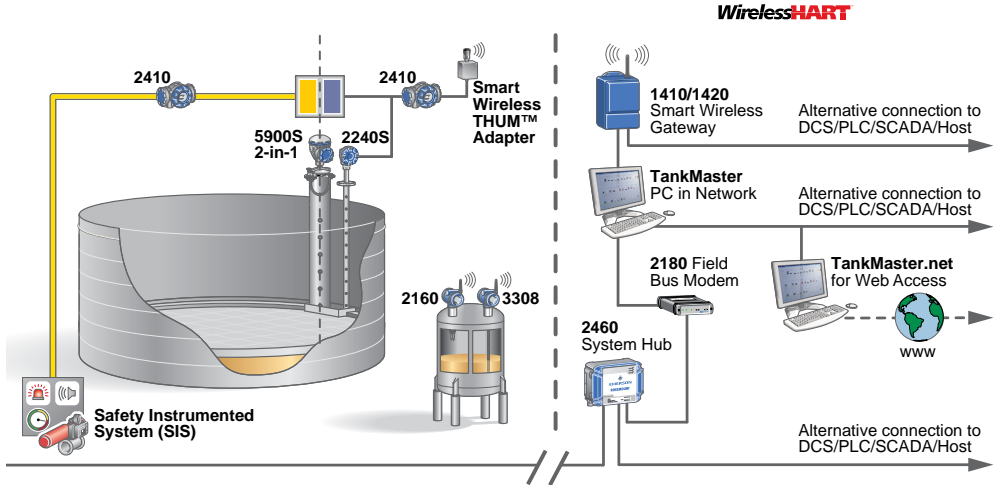 WirelessHART
2410
2410
Smart
Wireless
THUM™
Adapter
5900S
2-in-1
2240S
1410/1420
Smart Wireless
Gateway
Alternative connection to
DCS/PLC/SCADA/Host
TankMaster
PC in Network
Alternative connection to
DCS/PLC/SCADA/Host
2180 Field
Bus Modem
TankMaster.net
for Web Access
www
2160
3308
2460
System Hub
EMERSON
ROSEMOUNT
Safety Instrumented
System (SIS)
Alternative connection to
DCS/PLC/SCADA/Host